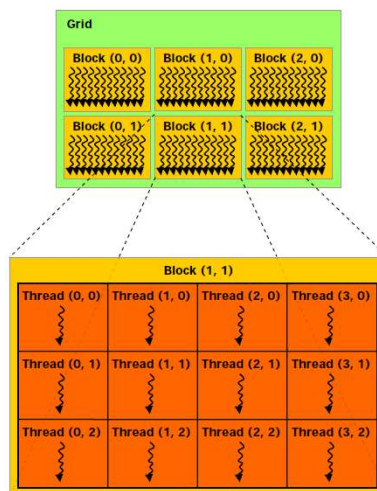 Grid
Block (0, 0) Block (1, 0) Block (2, 0)
Block (0, 1) Block (1, 1) Block (2, 1)
Block (1, 1)
Thread (0, 0) Thread (1, 0) Thread (2, 0) Thread (3, 0)
Thread (0, 1) Thread (1, 1) Thread (2, 1) Thread (3, 1)
Thread (0, 2) Thread (1, 2) Thread (2, 2) Thread (3, 2)